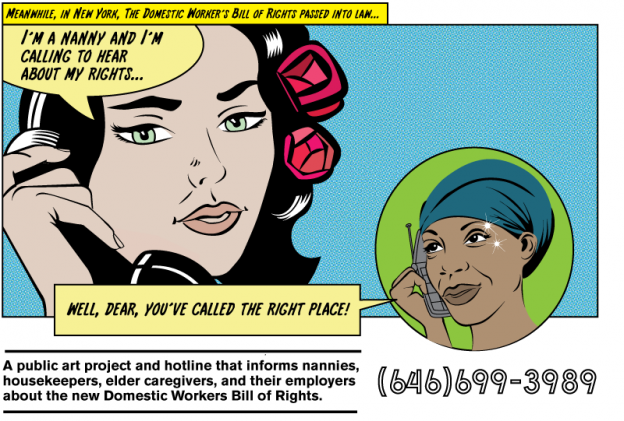 MEANWHILE, IN NEW YORK, THE DOMESTIC WORKER'S BILL OF RIGHTS PASSED INTO LAW...
I'M A NANNY AND I'M
CALLING TO HEAR
ABOUT MY RIGHTS...
WELL, DEAR, YOU'VE CALLED THE RIGHT PLACE!
A public art project and hotline that informs nannies,
housekeepers, elder caregivers, and their employers
about the new Domestic Workers Bill of Rights.
(646)699-3989